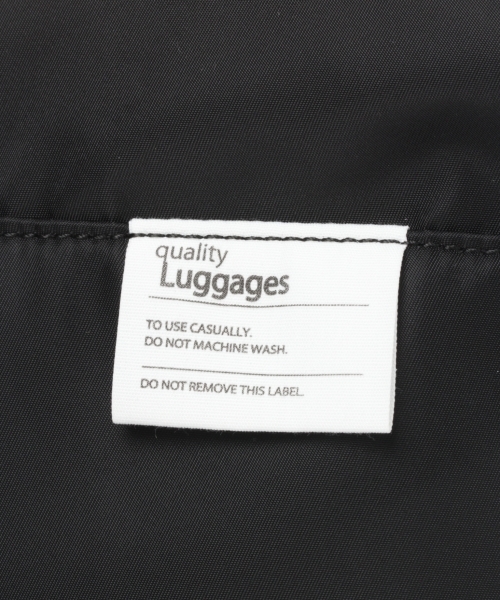 quality
Luggages
TO USE CASUALLY.
DO NOT MACHINE WASH.
DO NOT REMOVE THIS LABEL.